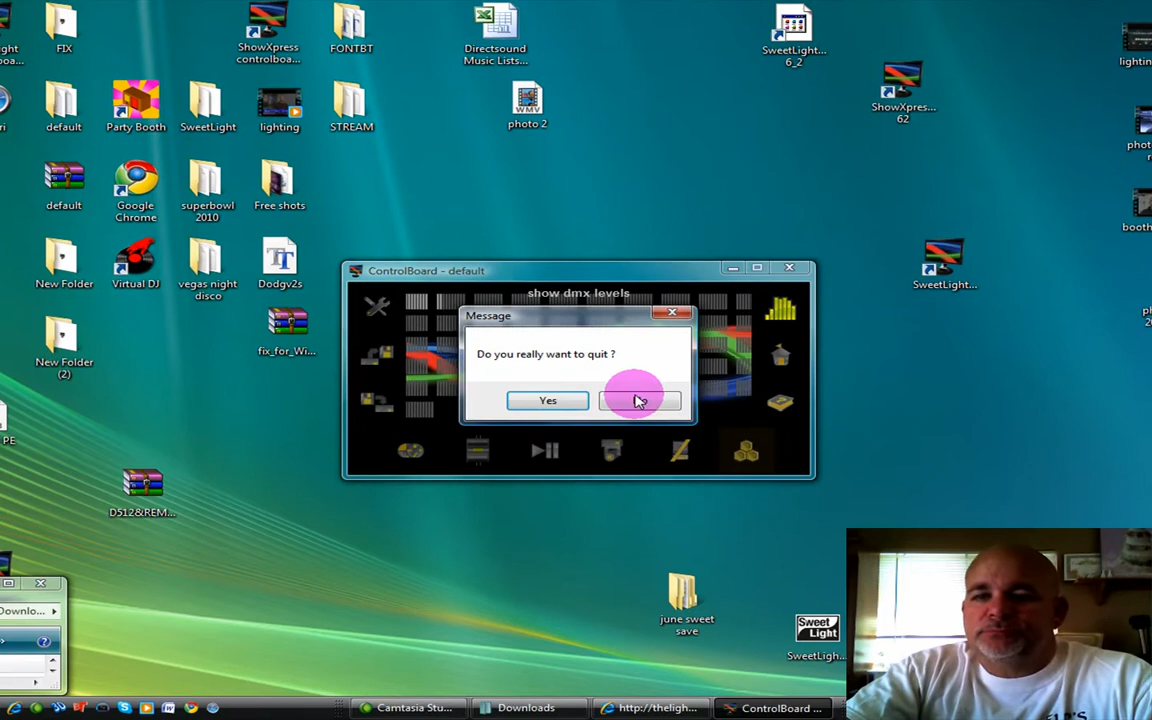 FIX
ShowXpress
controlboa...
FONTBT
Directsound
Music Lists...
SweetLight...
6_2
lighting
default
Party Booth
SweetLight
lighting
STREAM
WMV
photo 2
ShowXpres...
62
default
Google
Chrome
superbowl
2010
Free shots
New Folder
Virtual DJ
vegas night
disco
Dodgv2s
SweetLight...
New Folder
(2)
fix_for_Wi...
ControlBoard - default
show dmx levels
Message
Do you really want to quit ?
Yes
PE
D512&REM...
Downlo...
june sweet
save
Sweet
Light
SweetLigh...
Camtasia Stu...
Downloads
http://theligh...
ControlBoard ...